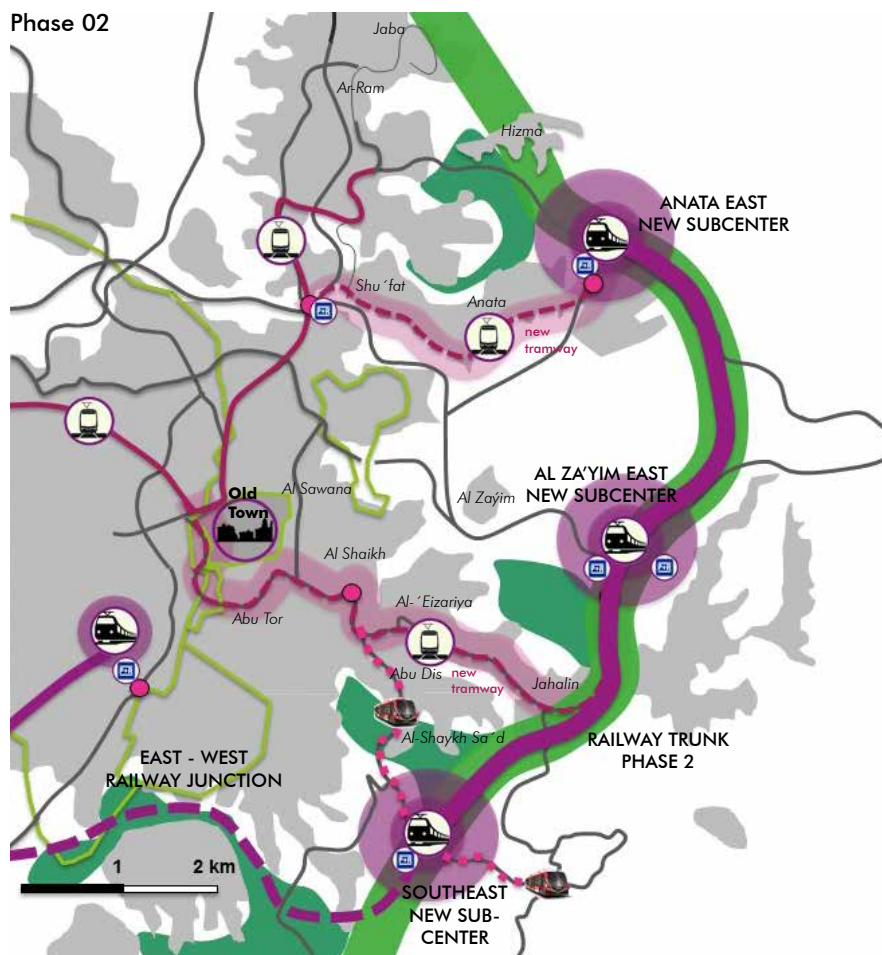 Phase 02
Jaba
Ar-Ram
Hizma
ANATA EAST
NEW SUBCENTER
Shu´fat
Anata
new
tramway
AL ZA'YIM EAST
NEW SUBCENTER
Old
Town
Al Sawana
Al Zaýim
Al Shaikh
Al-´Eizariya
Abu Tor
Abu Dis
new
tramway
Jahalin
Al-Shaykh Sa´d
RAILWAY TRUNK
PHASE 2
EAST - WEST
RAILWAY JUNCTION
1
2 km
SOUTHEAST
NEW SUB-
CENTER